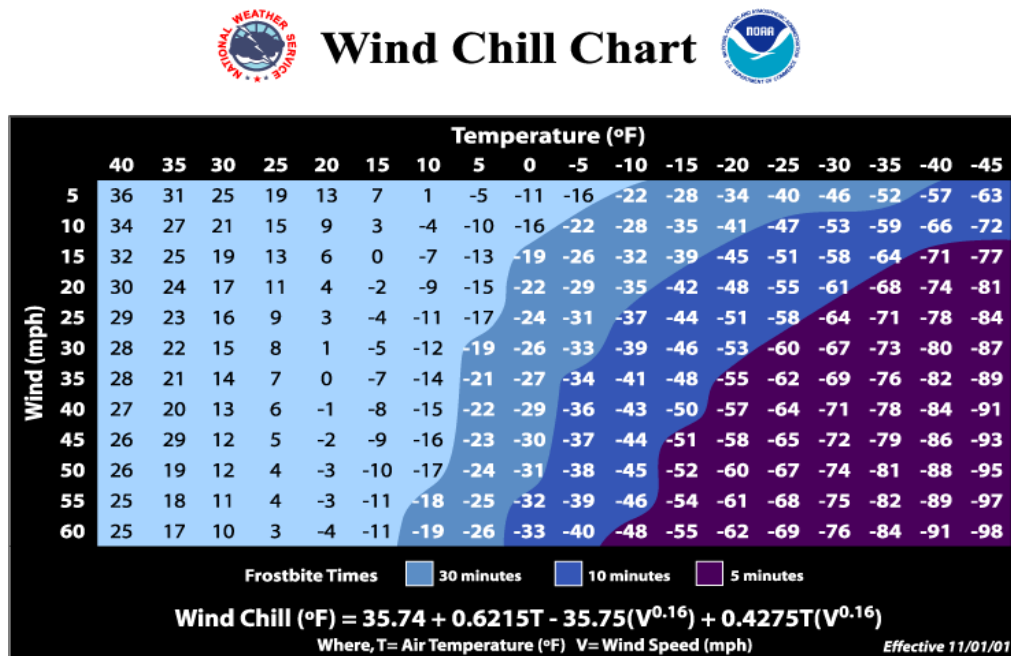 NATIONAL WEATHER SERVICE
Wind Chill Chart
NATIONAL OCEANIC AND ATMOSPHERIC ADMINISTRATION
NOAA
U.S. DEPARTMENT OF COMMERCE
Temperature (ºF)
40 35 30 25 20 15 10 5 0 -5 -10 -15 -20 -25 -30 -35 -40 -45
Wind (mph)
5 36 31 25 19 13 7 1 -5 -11 -16 -22 -28 -34 -40 -46 -52 -57 -63
10 34 27 21 15 9 3 -4 -10 -16 -22 -28 -35 -41 -47 -53 -59 -66 -72
15 32 25 19 13 6 0 -7 -13 -19 -26 -32 -39 -45 -51 -58 -64 -71 -77
20 30 24 17 11 4 -2 -9 -15 -22 -29 -35 -42 -48 -55 -61 -68 -74 -81
25 29 23 16 9 3 -4 -11 -17 -24 -31 -37 -44 -51 -58 -64 -71 -78 -84
30 28 22 15 8 1 -5 -12 -19 -26 -33 -39 -46 -53 -60 -67 -73 -80 -87
35 28 21 14 7 0 -7 -14 -21 -27 -34 -41 -48 -55 -62 -69 -76 -82 -89
40 27 20 13 6 -1 -8 -15 -22 -29 -36 -43 -50 -57 -64 -71 -78 -84 -91
45 26 29 12 5 -2 -9 -16 -23 -30 -37 -44 -51 -58 -65 -72 -79 -86 -93
50 26 19 12 4 -3 -10 -17 -24 -31 -38 -45 -52 -60 -67 -74 -81 -88 -95
55 25 18 11 4 -3 -11 -18 -25 -32 -39 -46 -54 -61 -68 -75 -82 -89 -97
60 25 17 10 3 -4 -11 -19 -26 -33 -40 -48 -55 -62 -69 -76 -84 -91 -98
Frostbite Times 30 minutes 10 minutes 5 minutes
Wind Chill (ºF) = 35.74 + 0.6215T - 35.75(V^0.16) + 0.4275T(V^0.16)
Where, T= Air Temperature (ºF) V= Wind Speed (mph)
Effective 11/01/01